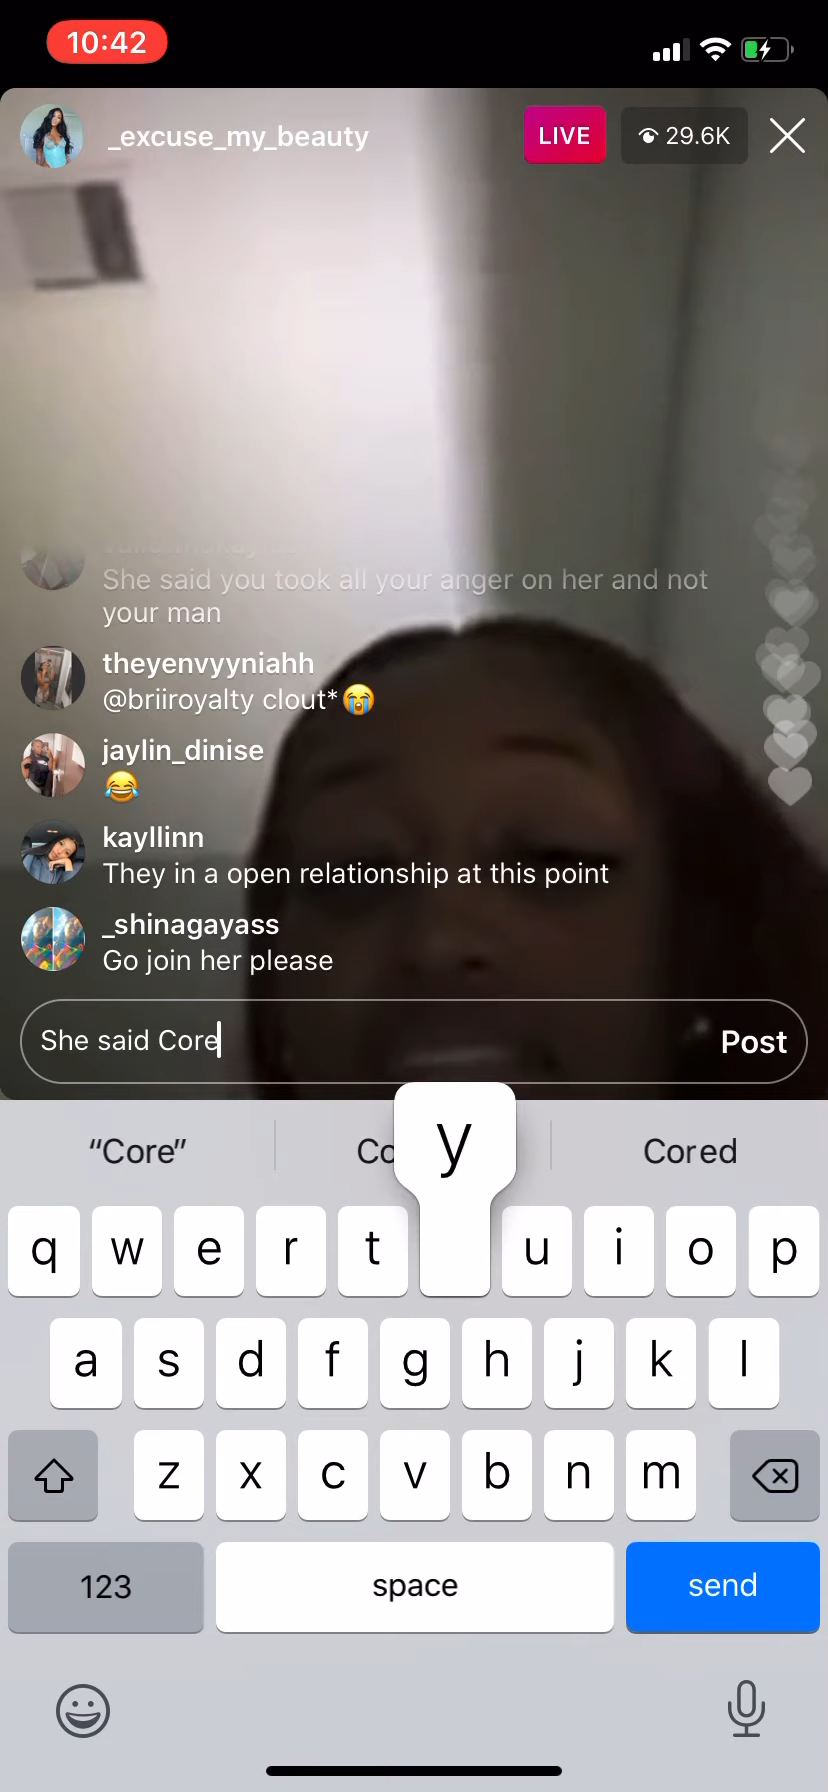 10:42
_excuse_my_beauty
LIVE
29.6K
She said you took all your anger on her and not
your man
theyenvyyniahh
@briiroyalty clout*😭
jaylin_dinise
😂
kayllinn
They in a open relationship at this point
_shinagayass
Go join her please
She said Core
Post
“Core”
Co
Cored
y
q w e r t u i o p
a s d f g h j k l
z x c v b n m
123
space
send